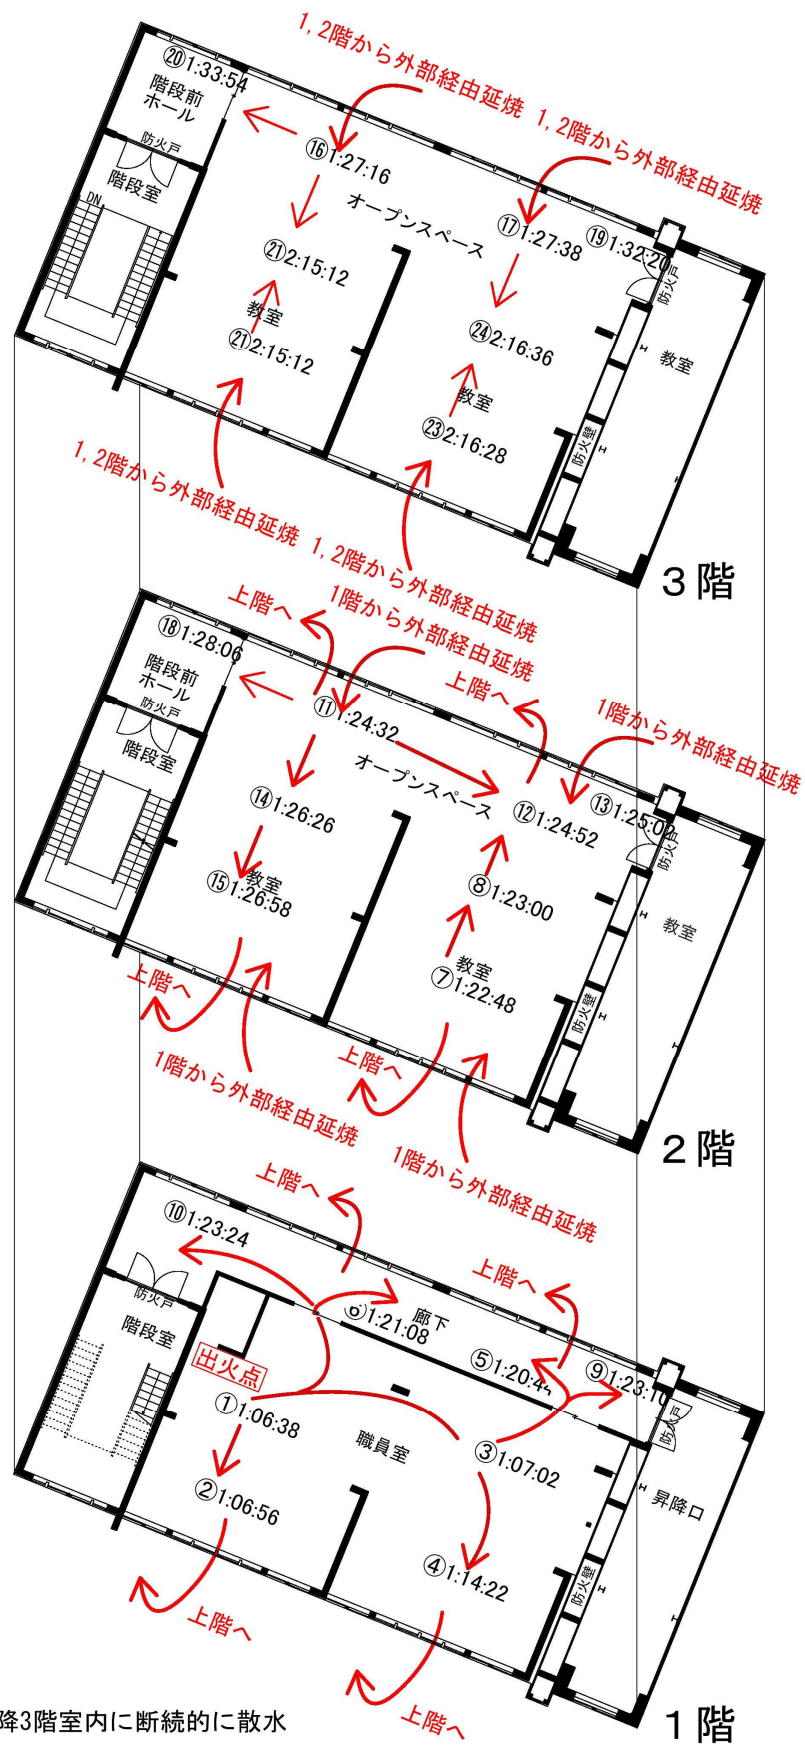 1,2階から外部経由延焼
1,2階から外部経由延焼
⑳1:33:54
階段前
ホール
防火戸
階段室
DN
⑯1:27:16
オープンスペース
⑰1:27:38
⑲1:32:20
防火戸
㉑2:15:12
教室
㉑2:15:12
㉔2:16:36
教室
㉓2:16:28
教室
防火壁
1,2階から外部経由延焼
1,2階から外部経由延焼
3階
上階へ
1階から外部経由延焼
上階へ
1階から外部経由延焼
⑱1:28:06
階段前
ホール
防火戸
階段室
⑪1:24:32
オープンスペース
⑫1:24:52
⑬1:25:02
防火戸
⑭1:26:26
教室
⑮1:26:58
⑧1:23:00
教室
⑦1:22:48
教室
防火壁
上階へ
1階から外部経由延焼
上階へ
1階から外部経由延焼
2階
上階へ
上階へ
⑩1:23:24
防火戸
階段室
⑥1:21:08
廊下
⑤1:20:44
⑨1:23:10
防火戸
出火点
①1:06:38
職員室
③1:07:02
②1:06:56
④1:14:22
昇降口
防火壁
上階へ
上階へ
1階
降3階室内に断続的に散水